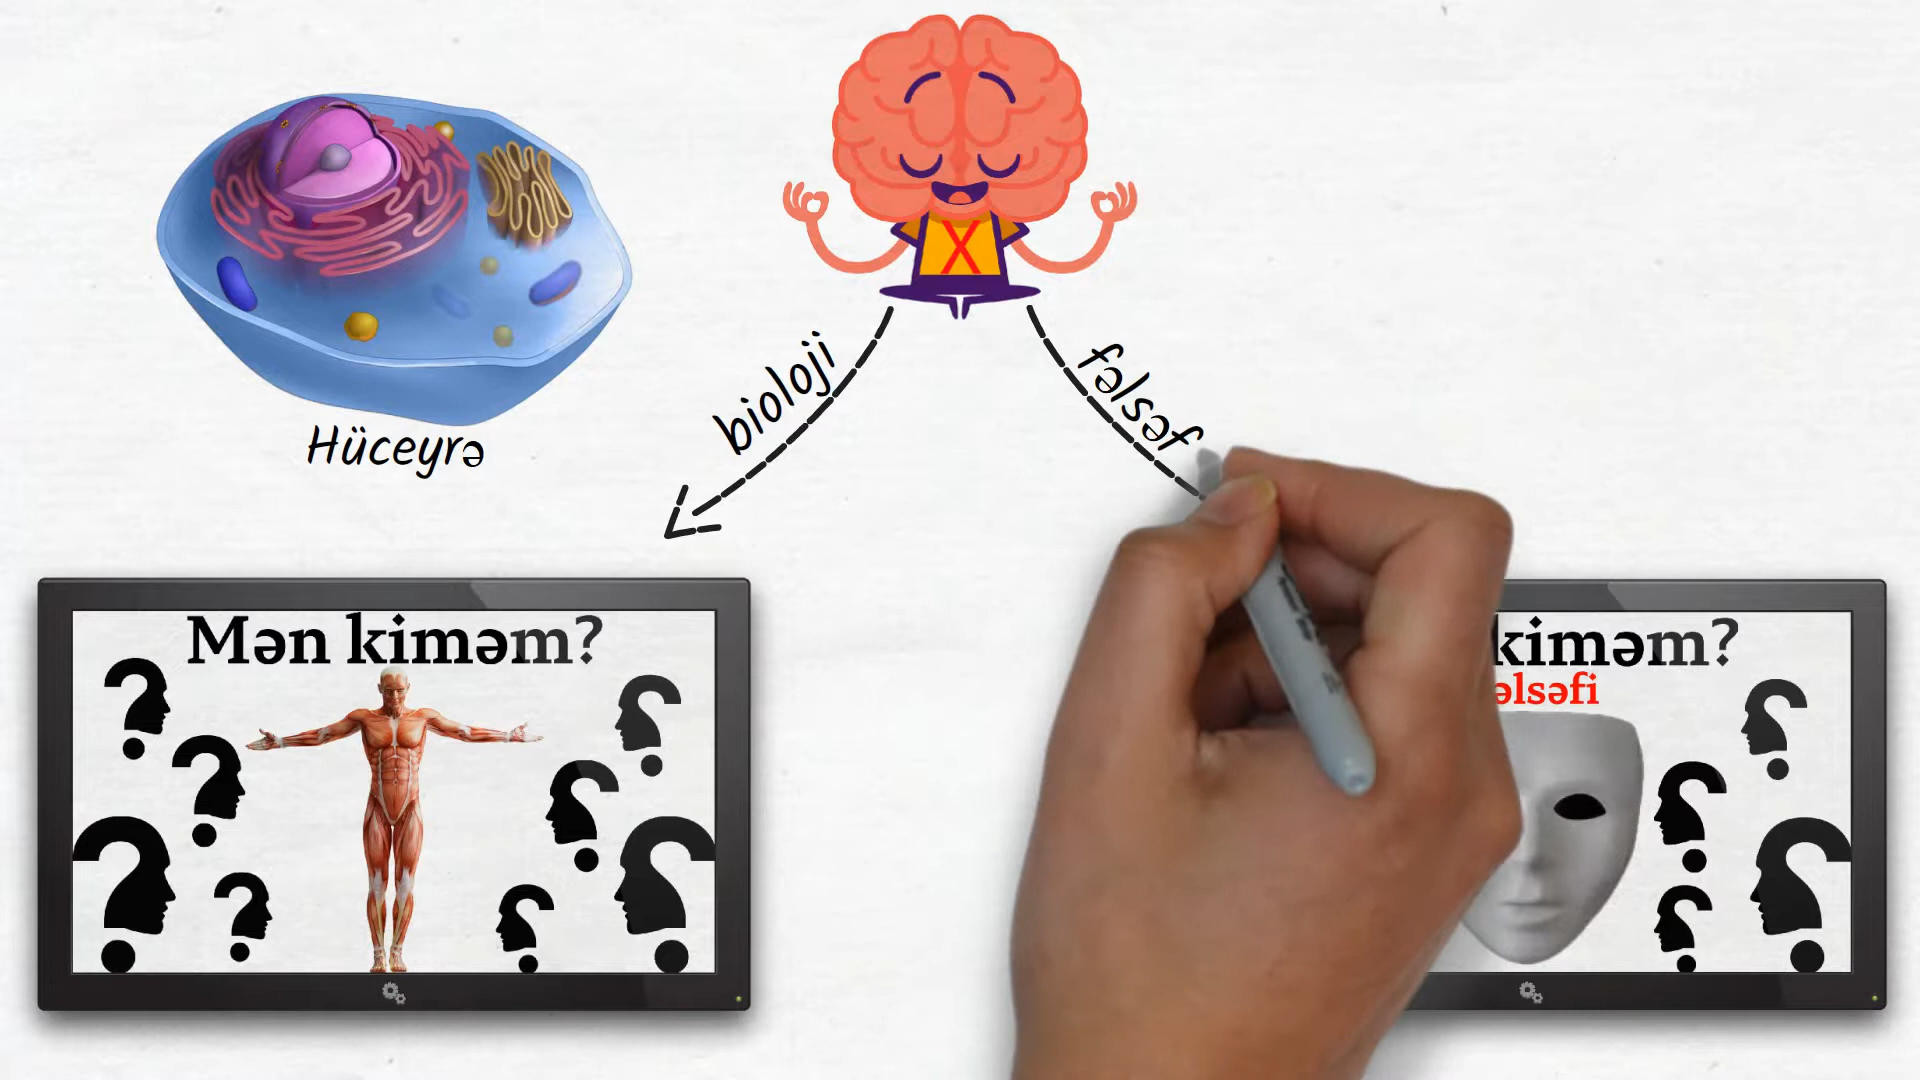 X
bioloji
fəlsəf
Hüceyrə
Mən kiməm?
kiməm?
əlsəfi